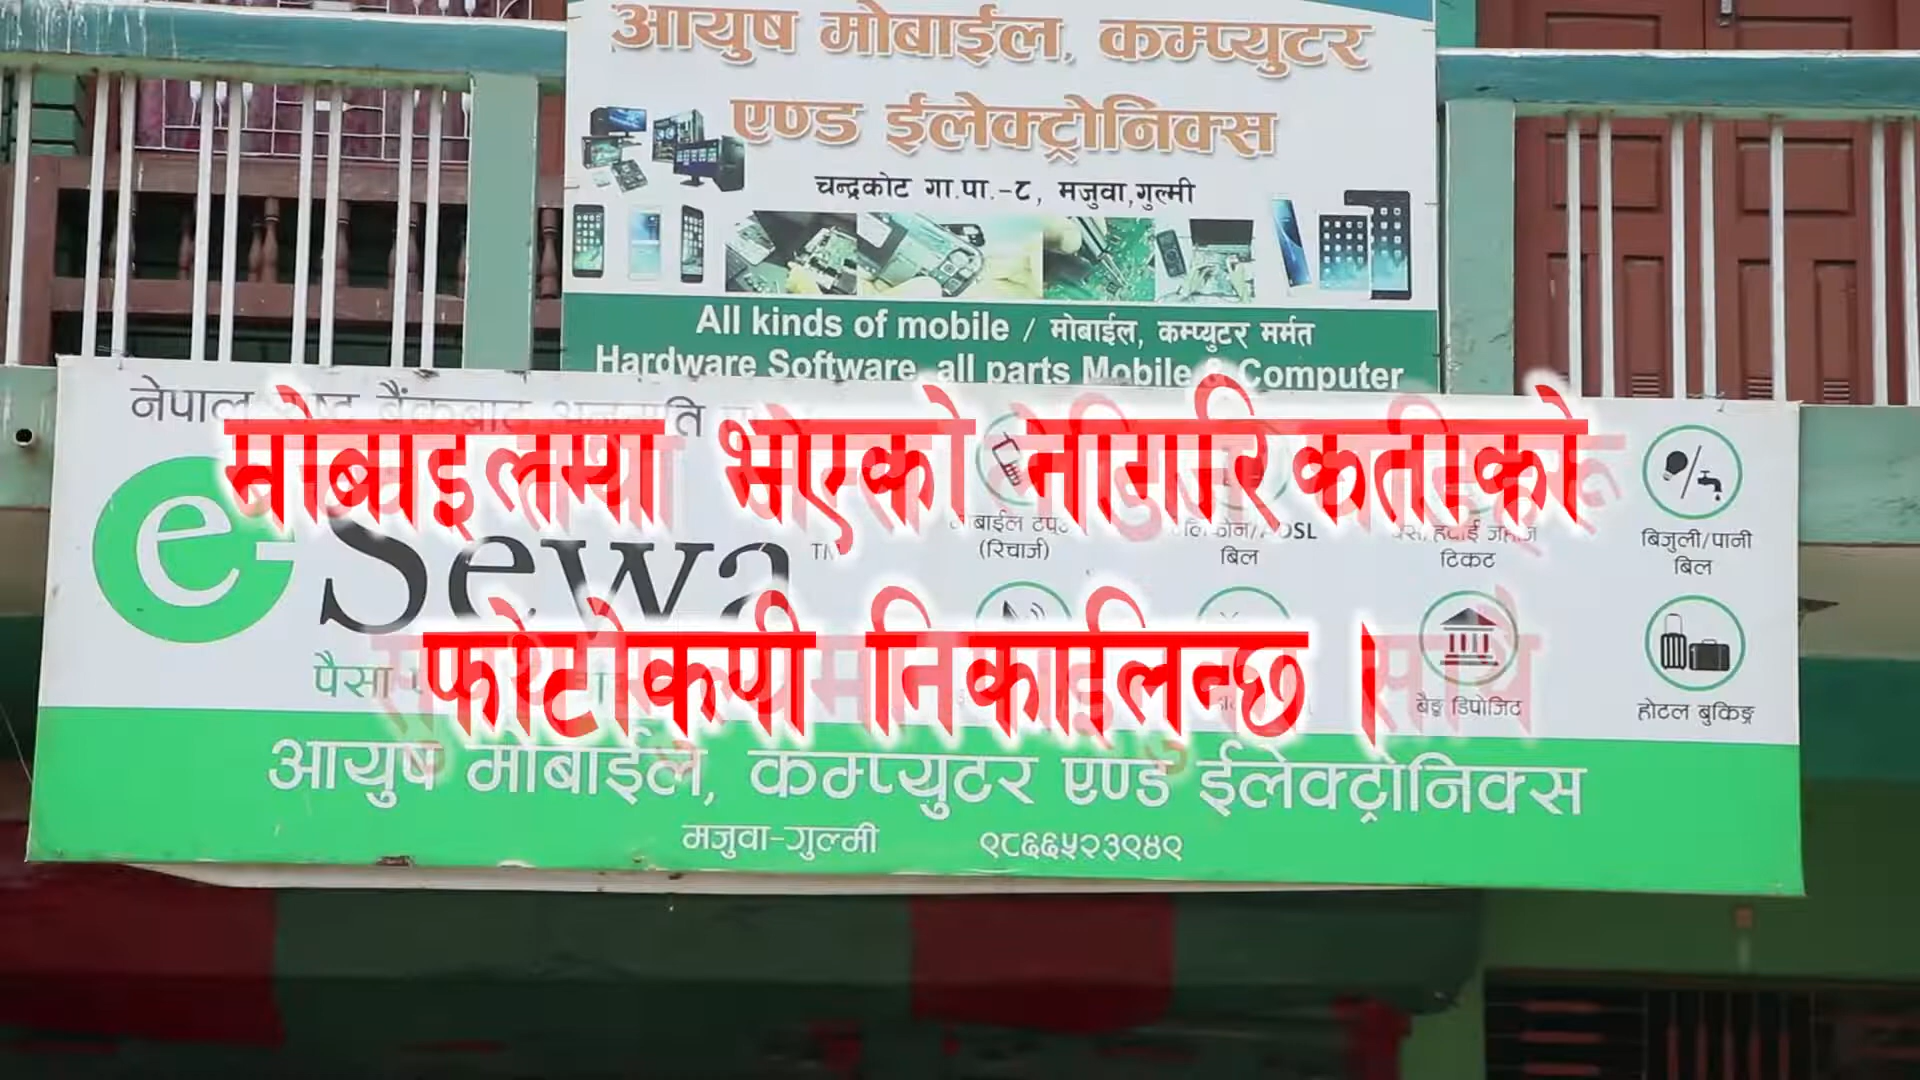 आयुष मोबाईल, कम्प्युटर
एण्ड ईलेक्ट्रोनिक्स
चन्द्रकोट गा.पा.-८, मजुवा,गुल्मी
All kinds of mobile / मोबाईल, कम्प्युटर मर्मत
Hardware Software, all parts Mobile & Computer
नेपाल
मोबाइलमा भएको नागरिकताको
e-Sewa
TM
(रिचार्ज)
बिल
टिकट
बिजुली/पानी
बिल
फोटोकपी निकालिन्छ ।
पैसा
बैङ्क डिपोजिट
होटल बुकिङ्ग
आयुष मोबाईल, कम्प्युटर एण्ड ईलेक्ट्रोनिक्स
मजुवा-गुल्मी ९८६६५२३९४९